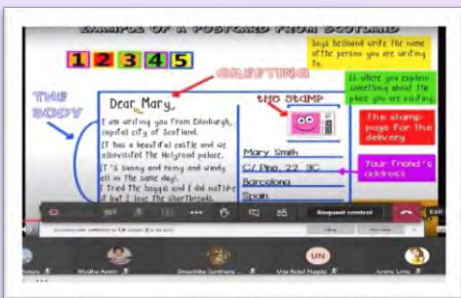 EXAMPLE OF A POSTCARD FROM SCOTLAND
1 2 3 4 5
Says hello and write the name
of the person you are writing
to.
GREETING
Is where you explain
something about the
place you are visiting.
THE
BODY
THE STAMP
The stamp
pays for the
delivery
Dear Mary,
I am writing you from Edinburgh,
capital city of Scotland.
It has a beautiful castle and we
also visited the Holyrood palace.
It's sunny and rainy and windy
all in the same day!
I tried the haggis and I did not like
it but I love the shortbreads.
Mary Smith
C/ Pino, 22, 3C
Barcelona
Spain
Your friend's
address
Request control
Exit
UN